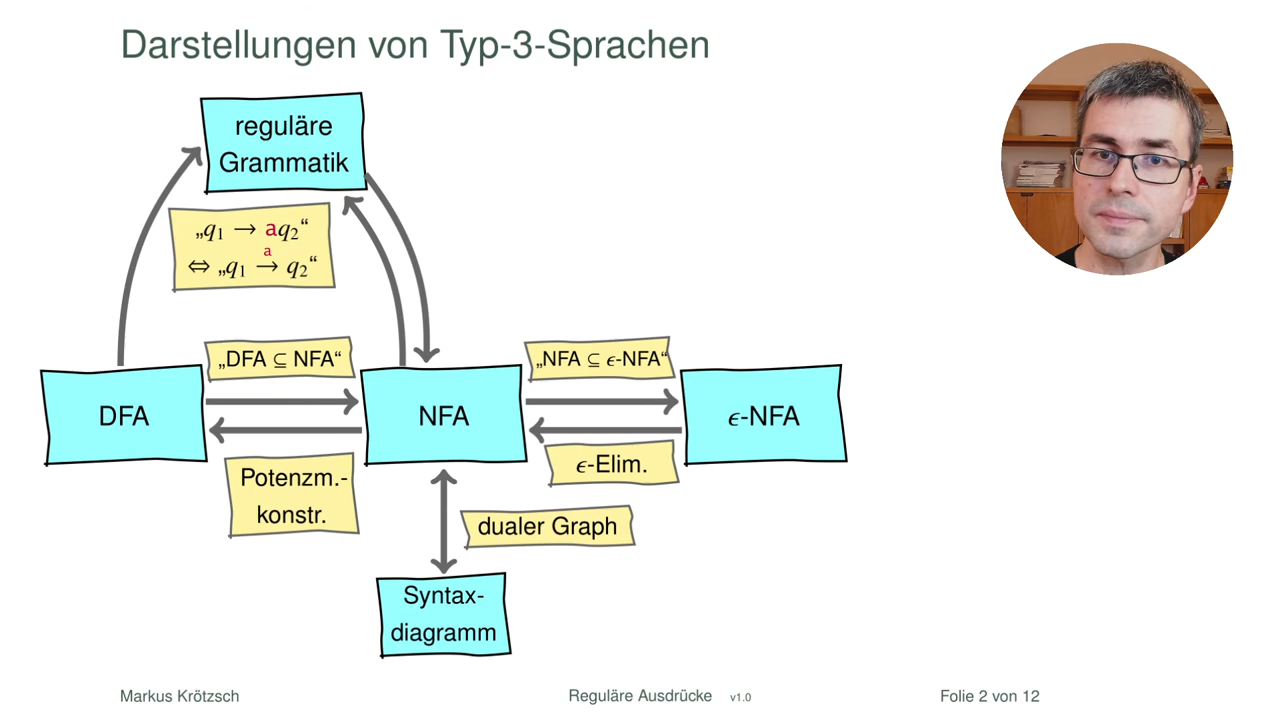 Darstellungen von Typ-3-Sprachen
reguläre
Grammatik
„q₁ → aq₂“
⇔ „q₁ →ᵃ q₂“
„DFA ⊆ NFA“
„NFA ⊆ ϵ-NFA“
DFA
NFA
ϵ-NFA
Potenzm.-
konstr.
ϵ-Elim.
dualer Graph
Syntax-
diagramm
Markus Krötzsch
Reguläre Ausdrücke v1.0
Folie 2 von 12